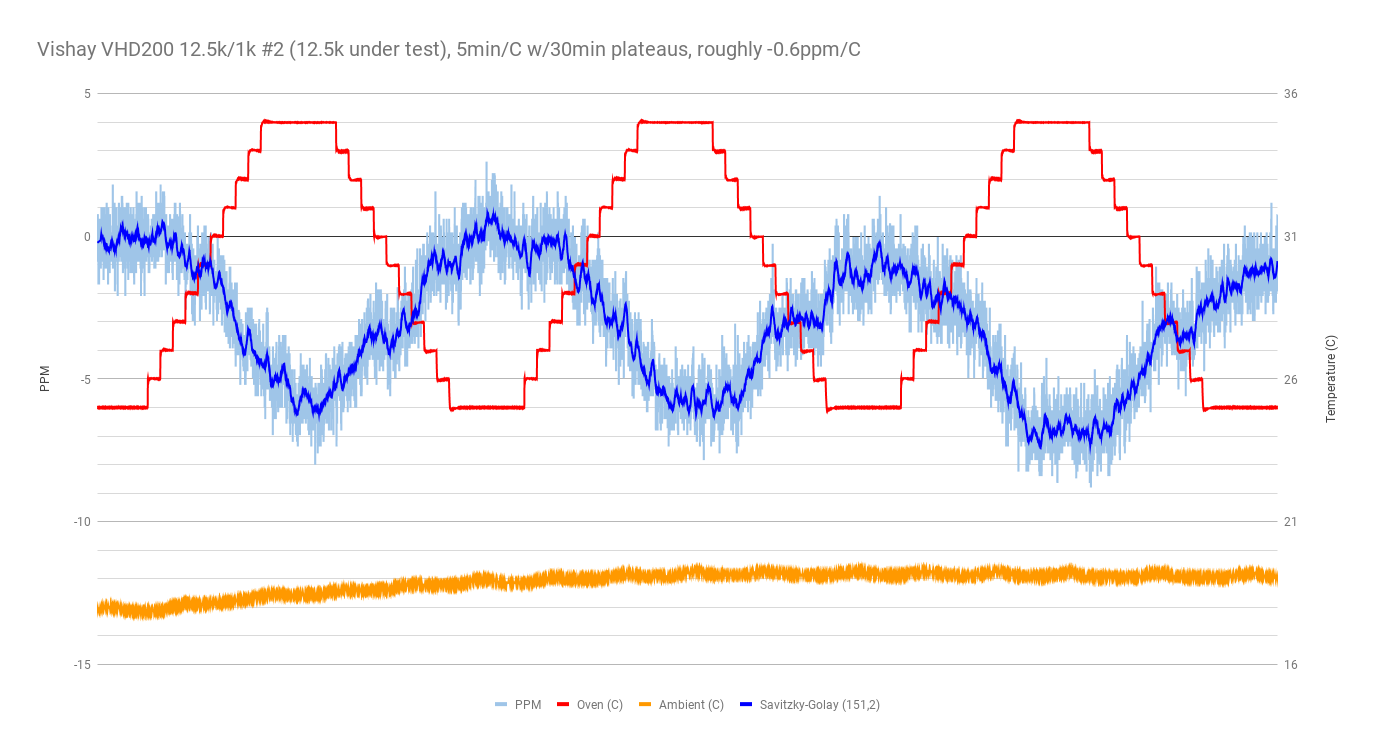 Vishay VHD200 12.5k/1k #2 (12.5k under test), 5min/C w/30min plateaus, roughly -0.6ppm/C
5
36
0
31
-5
26
-10
21
-15
16
PPM
Temperature (C)
PPM
Oven (C)
Ambient (C)
Savitzky-Golay (151,2)